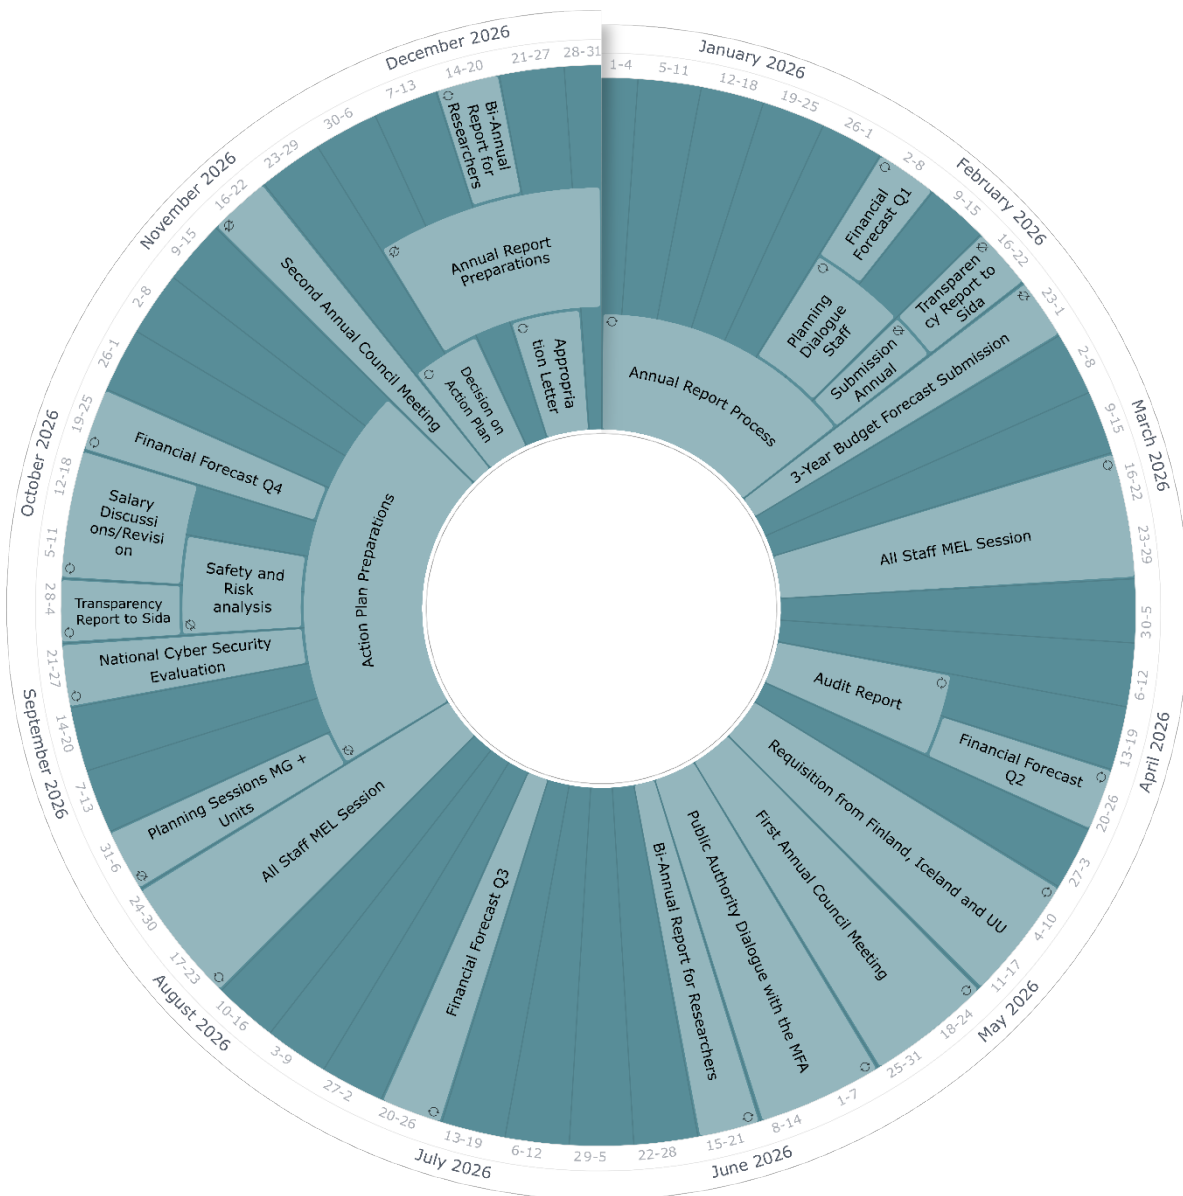 January 2026
1-4
5-11
12-18
19-25
26-1
February 2026
2-8
9-15
16-22
23-1
March 2026
2-8
9-15
16-22
23-29
30-5
April 2026
6-12
13-19
20-26
27-3
May 2026
4-10
11-17
18-24
25-31
June 2026
1-7
8-14
15-21
22-28
29-5
July 2026
6-12
13-19
20-26
27-2
August 2026
3-9
10-16
17-23
24-30
31-6
September 2026
7-13
14-20
21-27
28-4
October 2026
5-11
12-18
19-25
26-1
November 2026
2-8
9-15
16-22
23-29
30-6
December 2026
7-13
14-20
21-27
28-31
Annual Report Process
Financial
Forecast Q1
Planning
Dialogue
Staff
Transparen
cy Report to
Sida
Submission
Annual
3-Year Budget Forecast Submission
All Staff MEL Session
Audit Report
Financial Forecast
Q2
Requisition from Finland, Iceland and UU
First Annual Council Meeting
Public Authority Dialogue with the MFA
Bi-Annual Report for Researchers
Financial Forecast Q3
All Staff MEL Session
Planning Sessions MG +
Units
Action Plan Preparations
National Cyber Security
Evaluation
Transparency
Report to Sida
Safety and
Risk
analysis
Salary
Discussi
ons/Revisi
on
Financial Forecast Q4
Second Annual Council Meeting
Decision on
Action Plan
Annual Report
Preparations
Appropria
tion Letter
Bi-Annual
Report for
Researchers